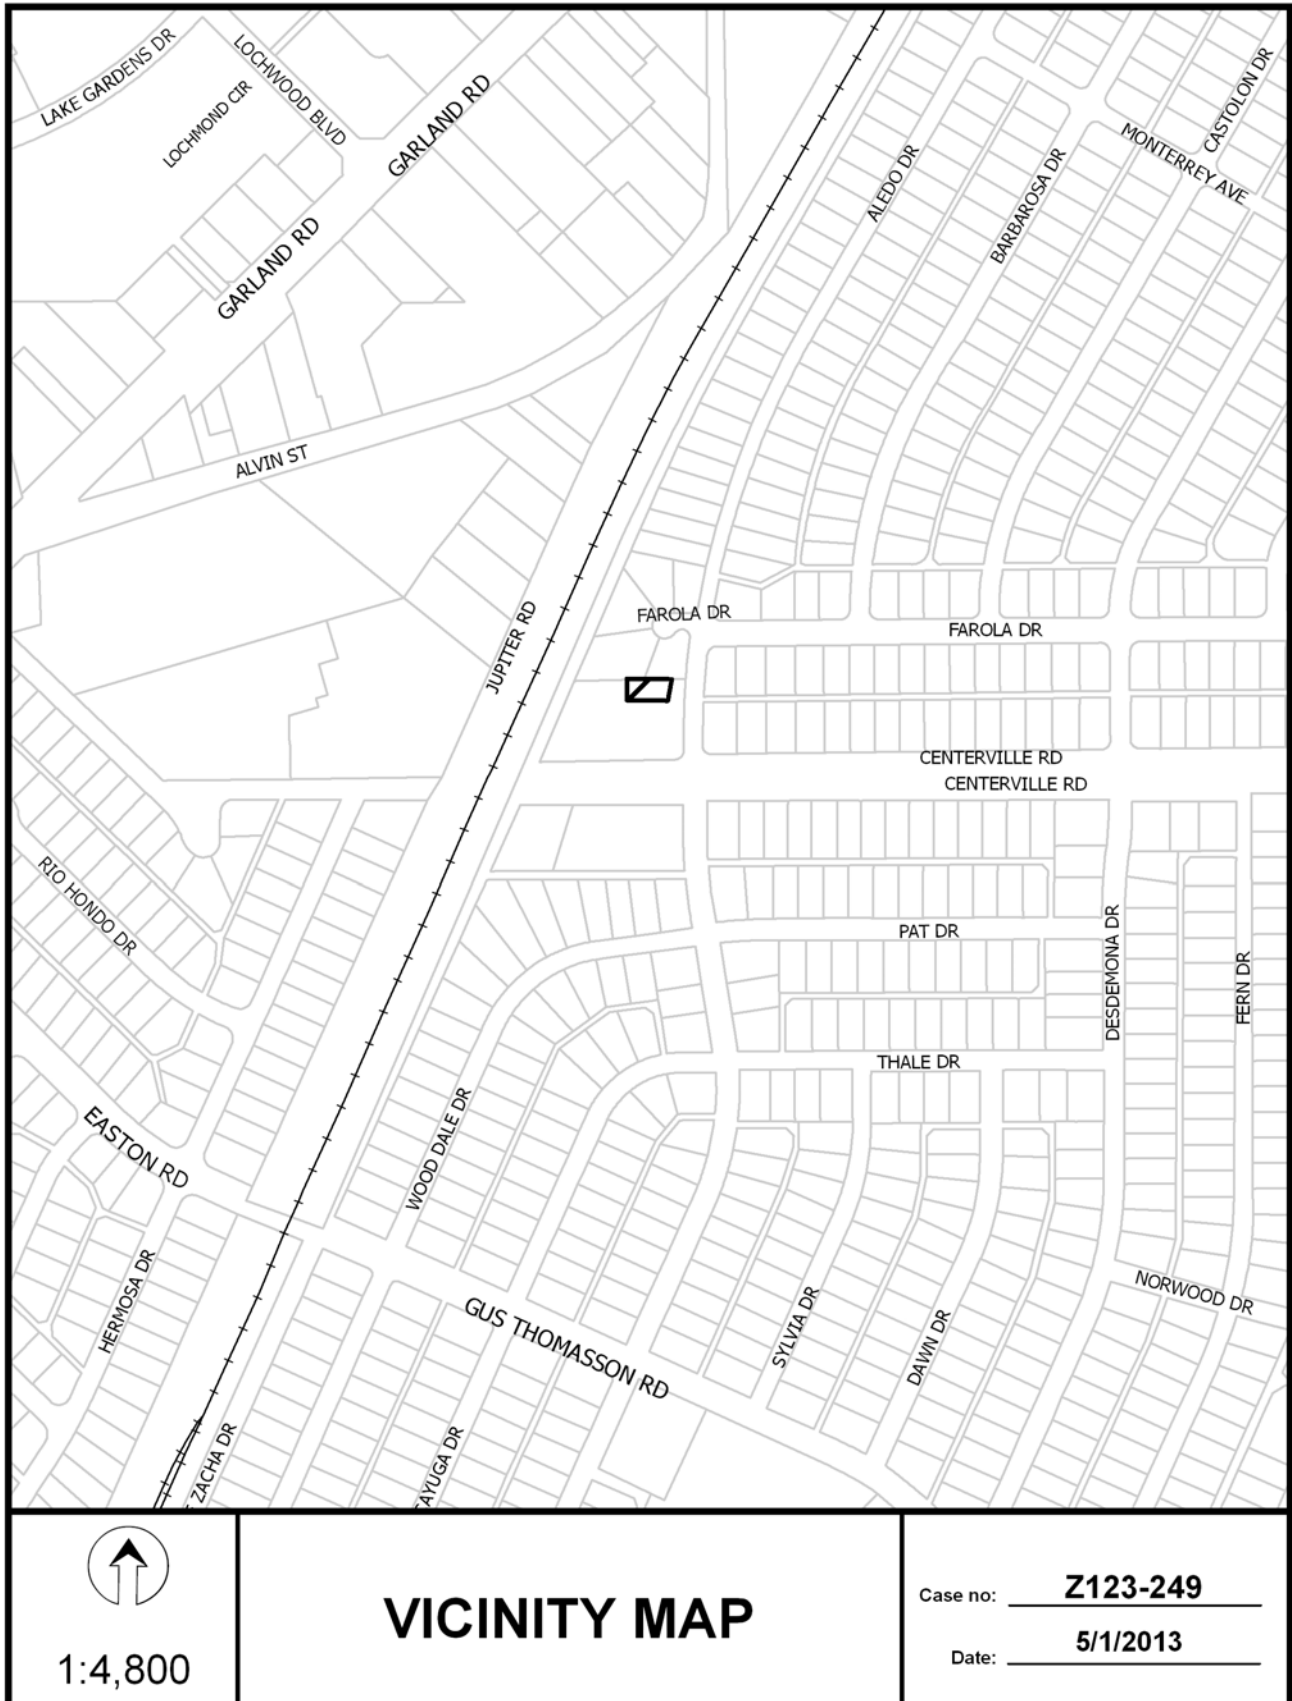 LAKE GARDENS DR
LOCHWOOD BLVD
LOCHMOND CIR
GARLAND RD
GARLAND RD
CASTOLON DR
MONTERREY AVE
ALEDO DR
BARBAROSA DR
ALVIN ST
JUPITER RD
FAROLA DR
FAROLA DR
CENTERVILLE RD
CENTERVILLE RD
RIO HONDO DR
PAT DR
DESDEMONA DR
FERN DR
THALE DR
EASTON RD
WOOD DALE DR
HERMOSA DR
GUS THOMASSON RD
SYLVIA DR
DAWN DR
NORWOOD DR
ZACHA DR
AYUGA DR
1:4,800
VICINITY MAP
Case no: Z123-249
Date: 5/1/2013